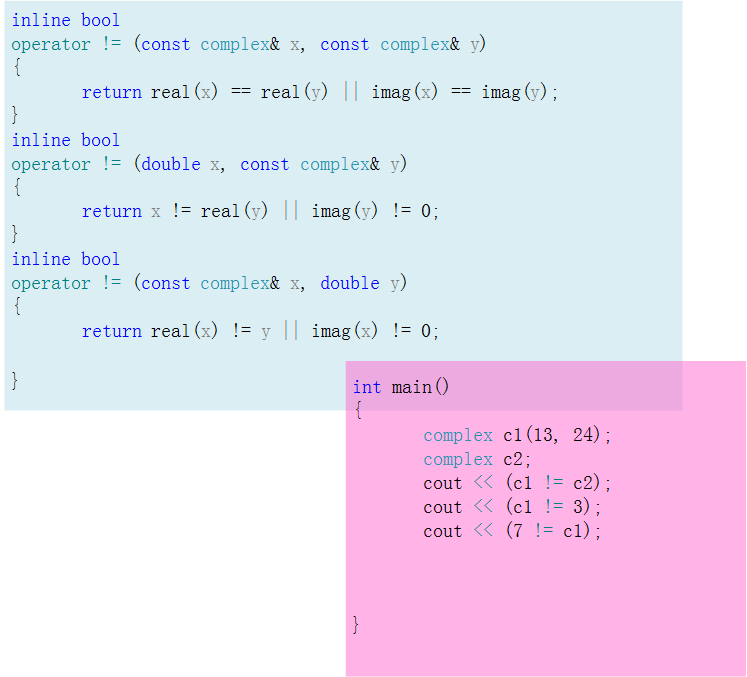 inline bool
operator != (const complex& x, const complex& y)
{
return real(x) == real(y) || imag(x) == imag(y);
}
inline bool
operator != (double x, const complex& y)
{
return x != real(y) || imag(y) != 0;
}
inline bool
operator != (const complex& x, double y)
{
return real(x) != y || imag(x) != 0;
}
int main()
{
complex c1(13, 24);
complex c2;
cout << (c1 != c2);
cout << (c1 != 3);
cout << (7 != c1);
}